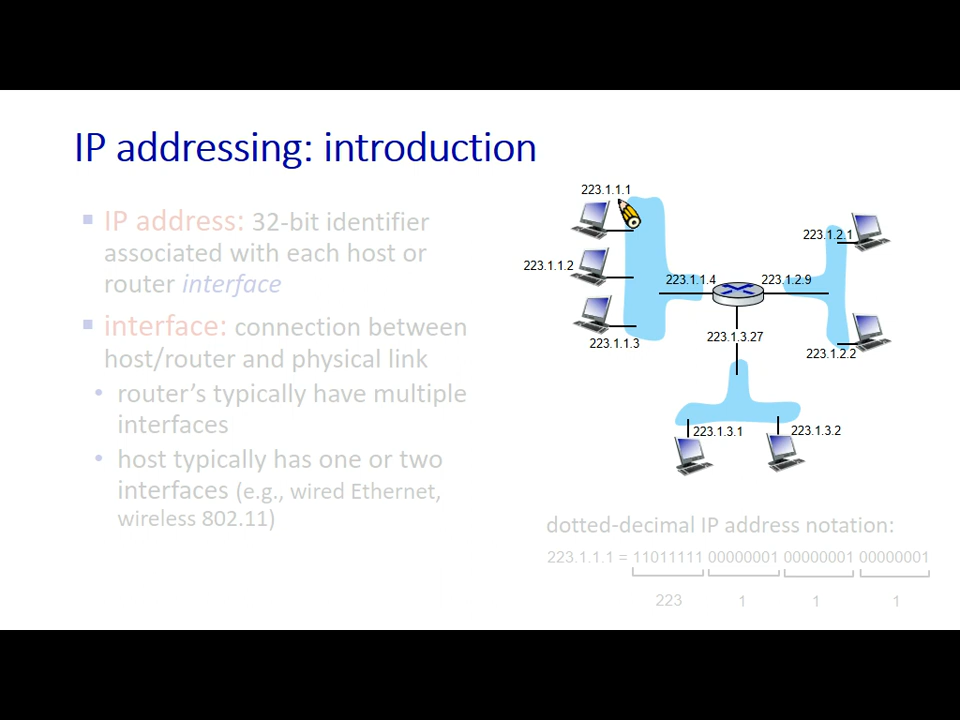 IP addressing: introduction
IP address: 32-bit identifier
associated with each host or
router interface
interface: connection between
host/router and physical link
• router's typically have multiple
interfaces
• host typically has one or two
interfaces (e.g., wired Ethernet,
wireless 802.11)
223.1.1.1
223.1.1.2
223.1.1.3
223.1.1.4
223.1.2.9
223.1.2.1
223.1.2.2
223.1.3.27
223.1.3.1
223.1.3.2
dotted-decimal IP address notation:
223.1.1.1 = 11011111 00000001 00000001 00000001
223 1 1 1